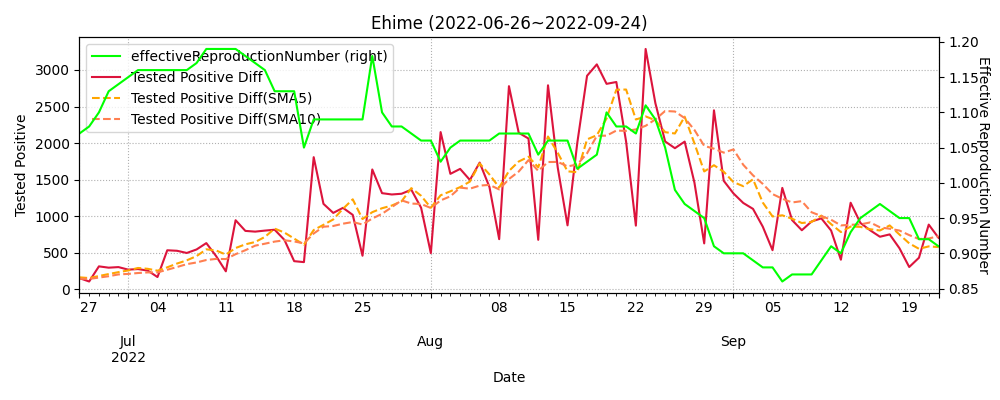 Ehime (2022-06-26~2022-09-24)
effectiveReproductionNumber (right)
Tested Positive Diff
Tested Positive Diff(SMA5)
Tested Positive Diff(SMA10)
Tested Positive
3000
2500
2000
1500
1000
500
0
Effective Reproduction Number
1.20
1.15
1.10
1.05
1.00
0.95
0.90
0.85
27 04 11 18 25 08 15 22 29 05 12 19
Jul Aug Sep
2022
Date